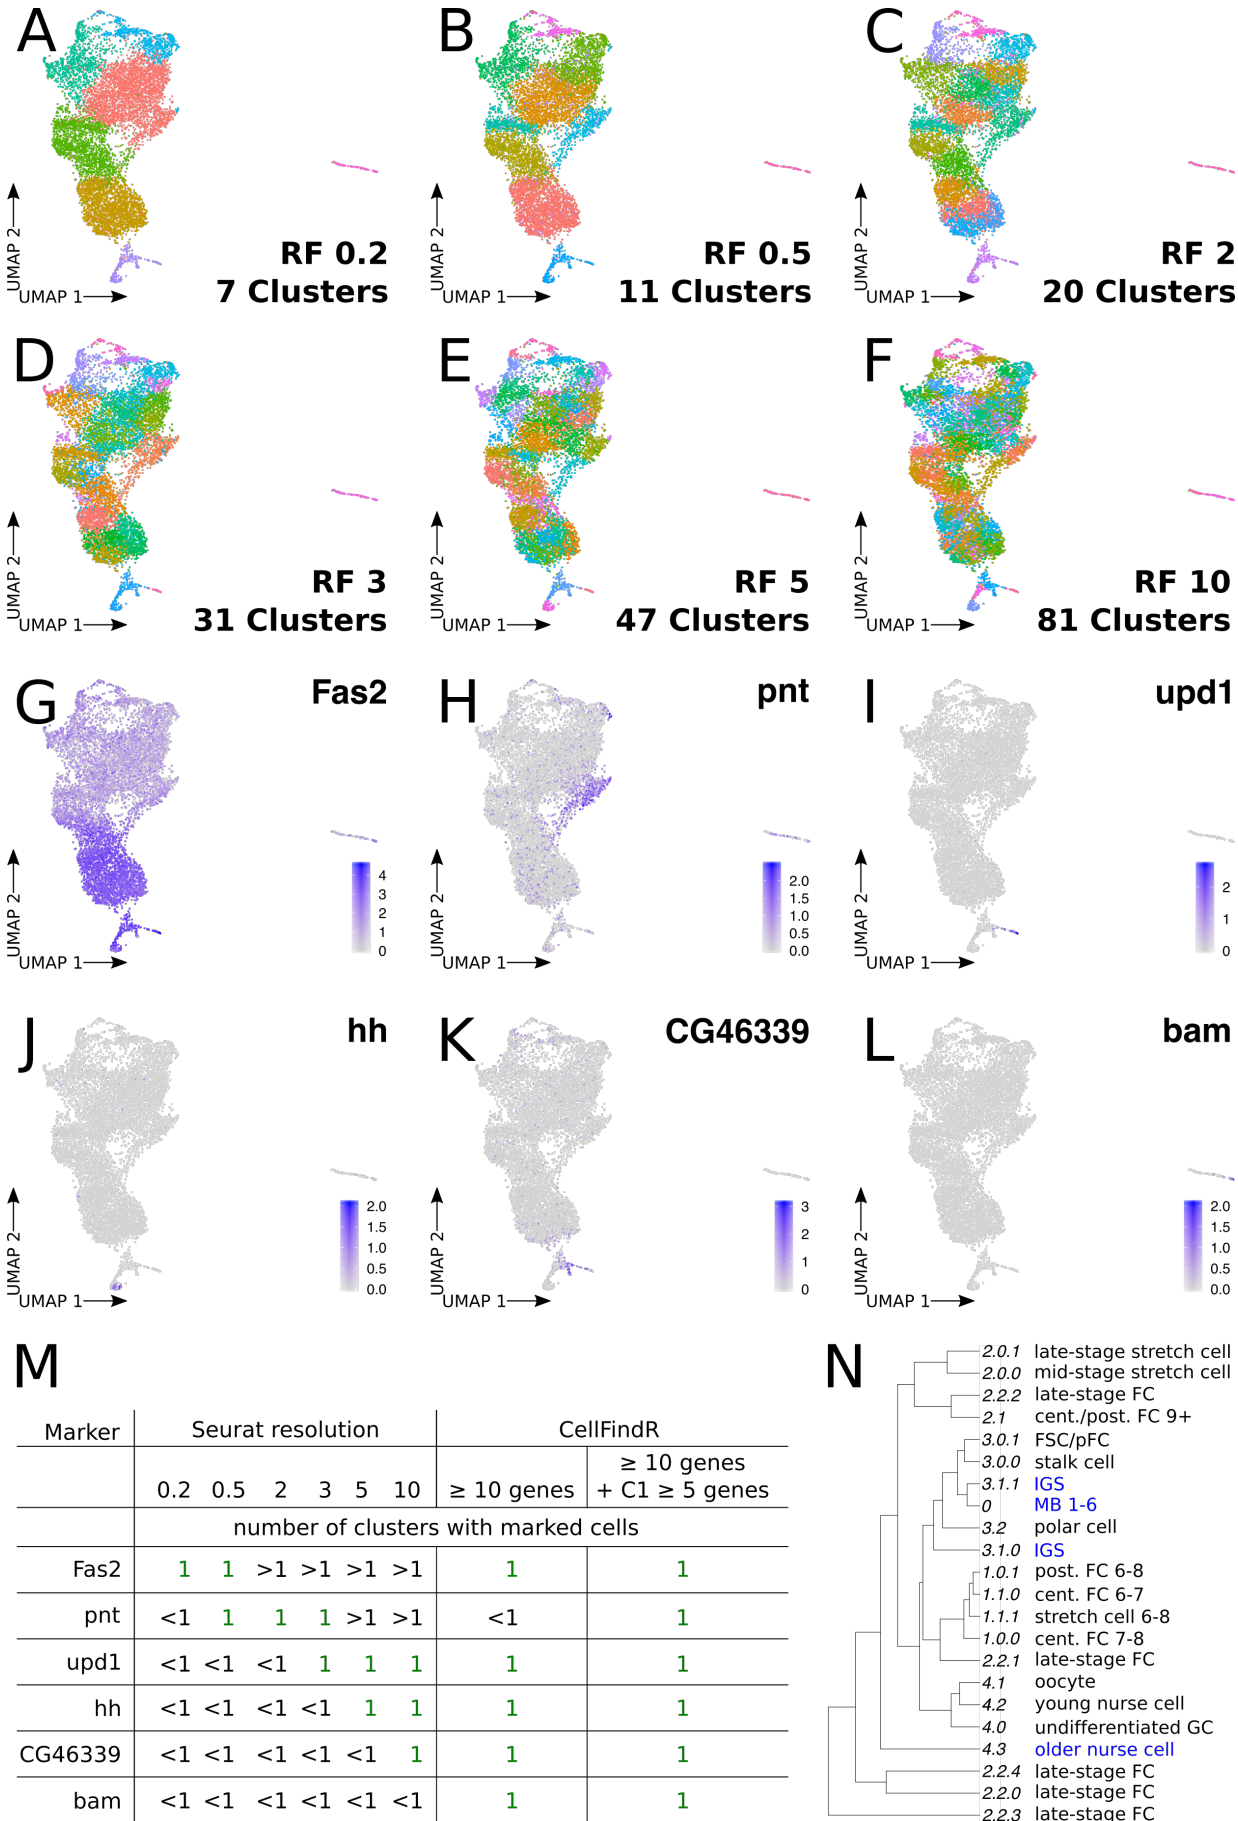 A
UMAP 2
UMAP 1
RF 0.2
7 Clusters
B
UMAP 2
UMAP 1
RF 0.5
11 Clusters
C
UMAP 2
UMAP 1
RF 2
20 Clusters
D
UMAP 2
UMAP 1
RF 3
31 Clusters
E
UMAP 2
UMAP 1
RF 5
47 Clusters
F
UMAP 2
UMAP 1
RF 10
81 Clusters
G
Fas2
UMAP 2
UMAP 1
4
3
2
1
0
H
pnt
UMAP 2
UMAP 1
2.0
1.5
1.0
0.5
0.0
I
upd1
UMAP 2
UMAP 1
2
1
0
J
hh
UMAP 2
UMAP 1
2.0
1.5
1.0
0.5
0.0
K
CG46339
UMAP 2
UMAP 1
3
2
1
0
L
bam
UMAP 2
UMAP 1
2.0
1.5
1.0
0.5
0.0
M
Marker Seurat resolution CellFindR
≥ 10 genes
0.2 0.5 2 3 5 10 ≥ 10 genes + C1 ≥ 5 genes
number of clusters with marked cells
Fas2 1 1 >1 >1 >1 >1 1 1
pnt <1 1 1 1 >1 >1 <1 1
upd1 <1 <1 <1 1 1 1 1 1
hh <1 <1 <1 <1 1 1 1 1
CG46339 <1 <1 <1 <1 <1 1 1 1
bam <1 <1 <1 <1 <1 <1 1 1
N
2.0.1 late-stage stretch cell
2.0.0 mid-stage stretch cell
2.2.2 late-stage FC
2.1 cent./post. FC 9+
3.0.1 FSC/pFC
3.0.0 stalk cell
3.1.1 IGS
0 MB 1-6
3.2 polar cell
3.1.0 IGS
1.0.1 post. FC 6-8
1.1.0 cent. FC 6-7
1.1.1 stretch cell 6-8
1.0.0 cent. FC 7-8
2.2.1 late-stage FC
4.1 oocyte
4.2 young nurse cell
4.0 undifferentiated GC
4.3 older nurse cell
2.2.4 late-stage FC
2.2.0 late-stage FC
2.2.3 late-stage FC